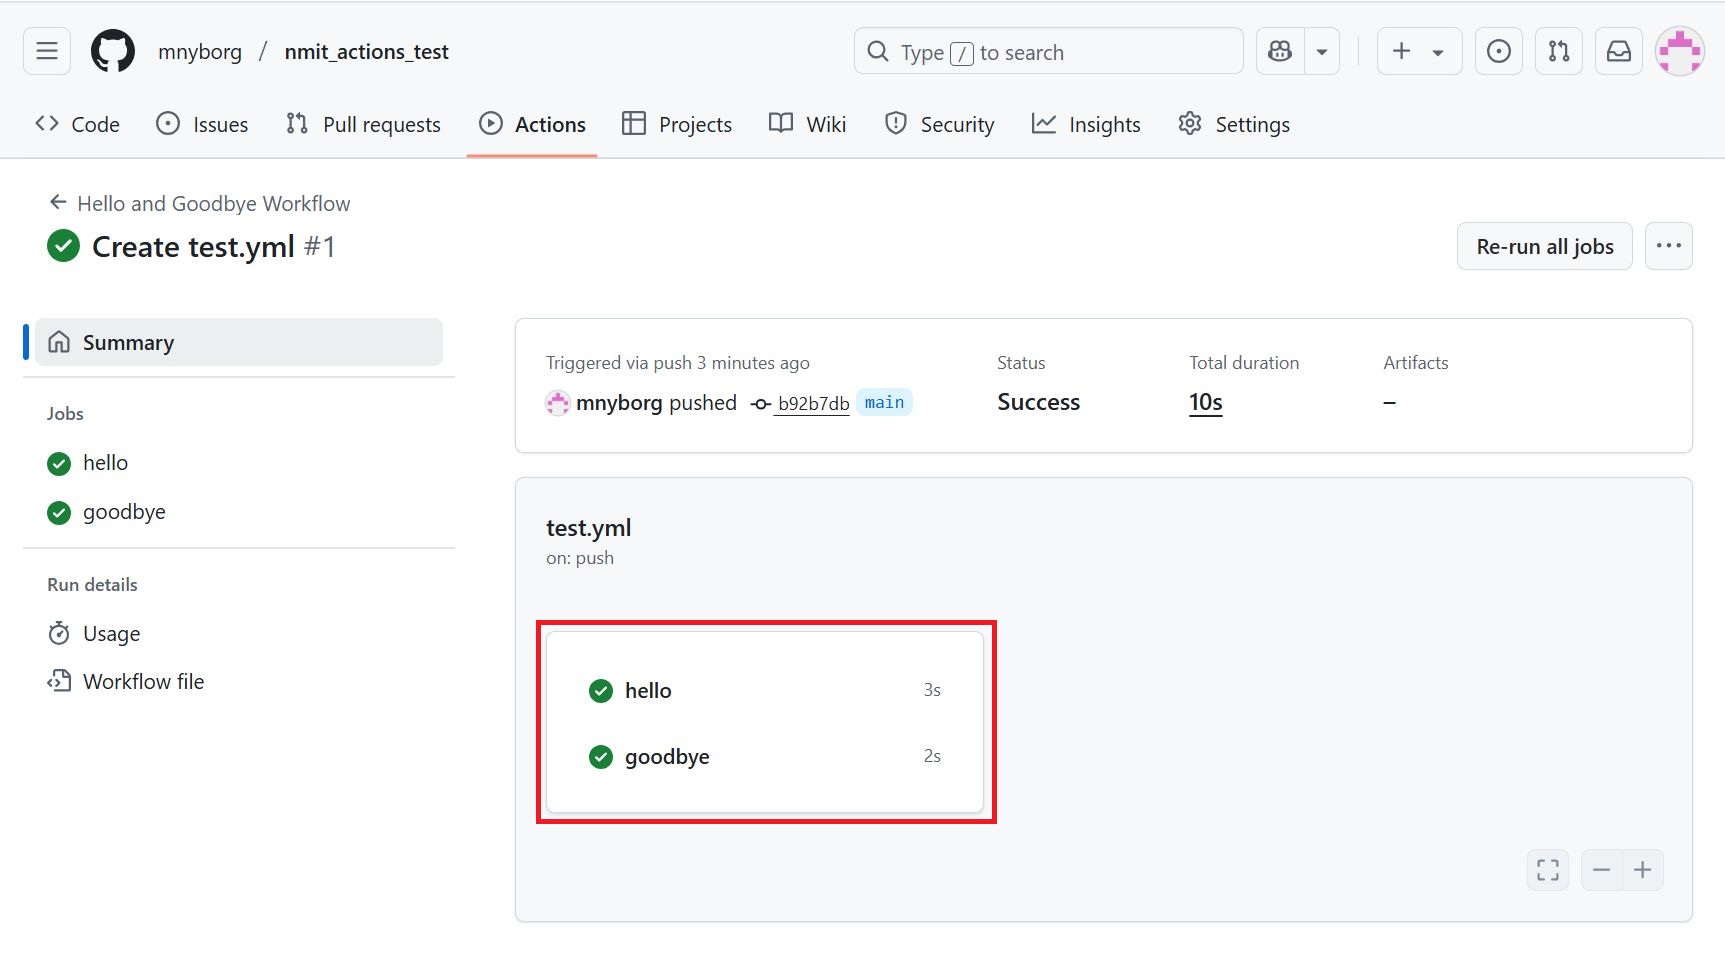 mnyborg / nmit_actions_test
Type / to search
Code
Issues
Pull requests
Actions
Projects
Wiki
Security
Insights
Settings
Hello and Goodbye Workflow
Create test.yml #1
Re-run all jobs
Summary
Jobs
hello
goodbye
Run details
Usage
Workflow file
Triggered via push 3 minutes ago
mnyborg pushed b92b7db main
Status
Success
Total duration
10s
Artifacts
–
test.yml
on: push
hello 3s
goodbye 2s